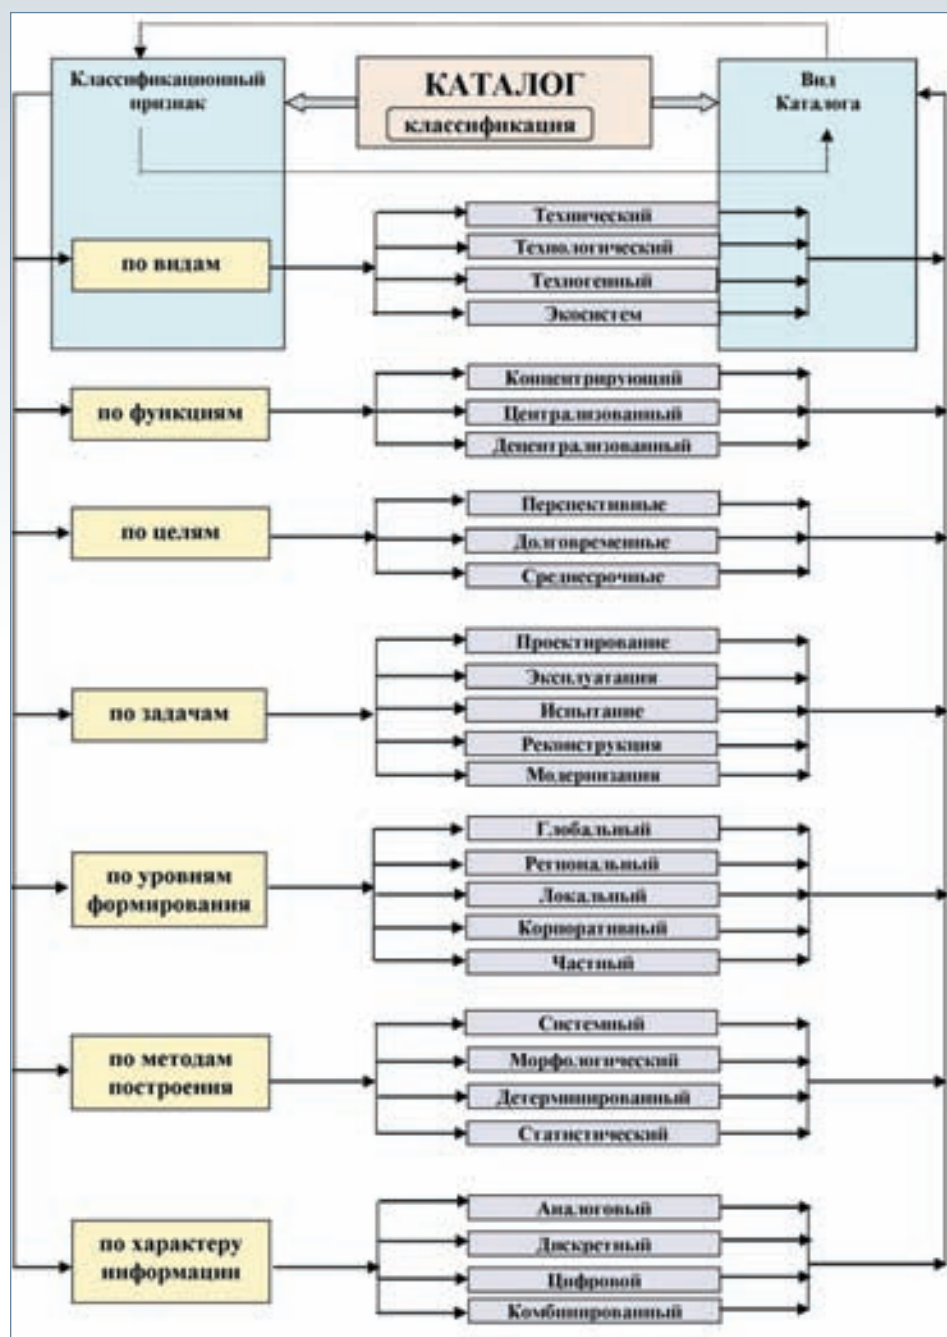 Классификационный
признак
КАТАЛОГ
классификация
Вид
Каталога
по видам
Технический
Технологический
Техногенный
Экосистем
по функциям
Концентрирующий
Централизованный
Децентрализованный
по целям
Перспективные
Долговременные
Среднесрочные
по задачам
Проектирование
Эксплуатация
Испытание
Реконструкция
Модернизация
по уровням
формирования
Глобальный
Региональный
Локальный
Корпоративный
Частный
по методам
построения
Системный
Морфологический
Детерминированный
Статистический
по характеру
информации
Аналоговый
Дискретный
Цифровой
Комбинированный